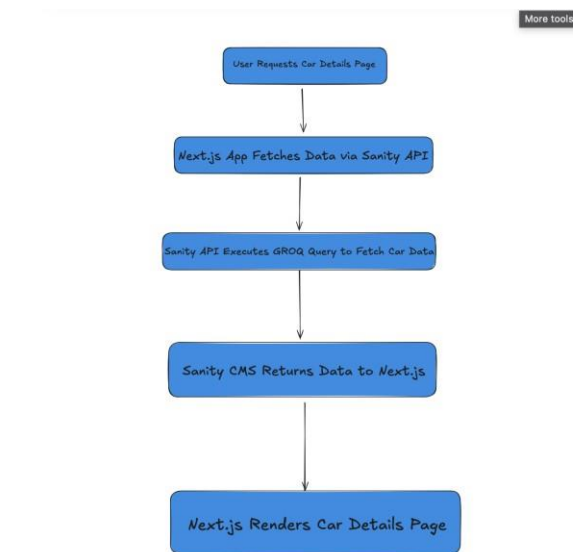 More tools
User Requests Car Details Page
Next.js App Fetches Data via Sanity API
Sanity API Executes GROQ Query to Fetch Car Data
Sanity CMS Returns Data to Next.js
Next.js Renders Car Details Page